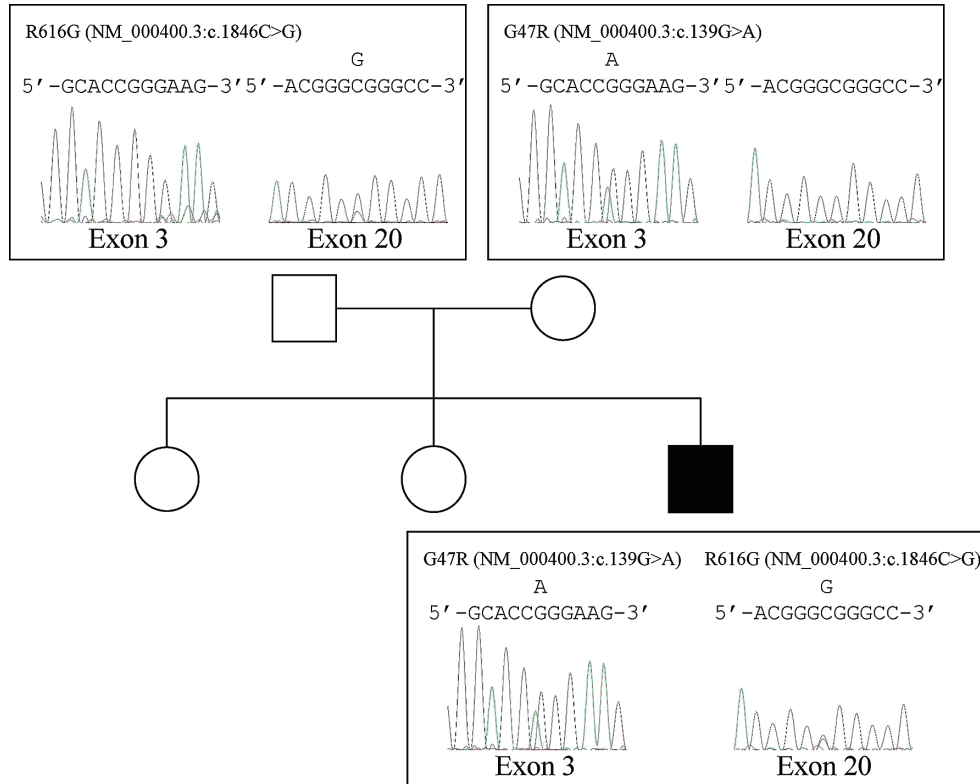 R616G (NM_000400.3:c.1846C>G)
G
5′-GCACCGGGAAG-3′ 5′-ACGGGCGGGCC-3′
Exon 3 Exon 20
G47R (NM_000400.3:c.139G>A)
A
5′-GCACCGGGAAG-3′ 5′-ACGGGCGGGCC-3′
Exon 3 Exon 20
G47R (NM_000400.3:c.139G>A) R616G (NM_000400.3:c.1846C>G)
A G
5′-GCACCGGGAAG-3′ 5′-ACGGGCGGGCC-3′
Exon 3 Exon 20